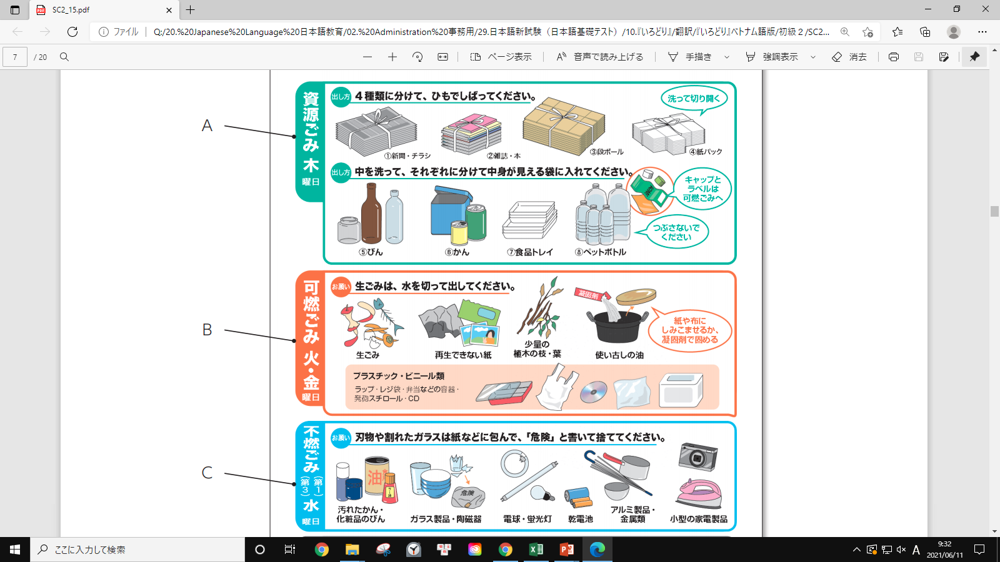 SC2_15.pdf
ファイル
Q:/20.%20Japanese%20Language%20日本語教育/02.%20Administration%20事務用/29.日本語新試験（日本語基礎テスト）/10.『いろどり』/翻訳/『いろどり』ベトナム語版/初級２/SC2...
7
/ 20
ページ表示
音声で読み上げる
手描き
強調表示
消去
A
資源ごみ 木曜日
出し方
４種類に分けて、ひもでしばってください。
洗って切り開く
①新聞・チラシ
②雑誌・本
③段ボール
④紙パック
出し方
中を洗って、それぞれに分けて中身が見える袋に入れてください。
キャップと
ラベルは
可燃ごみへ
つぶさないで
ください
⑤びん
⑥かん
⑦食品トレイ
⑧ペットボトル
B
可燃ごみ 火・金曜日
お願い
生ごみは、水を切って出してください。
凝固剤
紙や布に
しみこませるか、
凝固剤で固める
生ごみ
再生できない紙
少量の
植木の枝・葉
使い古しの油
プラスチック・ビニール類
ラップ・レジ袋・弁当などの容器・
発砲スチロール・CD
C
不燃ごみ（第1 第3）水曜日
お願い
刃物や割れたガラスは紙などに包んで、「危険」と書いて捨ててください。
油
危険
汚れたかん・
化粧品のびん
ガラス製品・陶磁器
電球・蛍光灯
乾電池
アルミ製品・
金属類
小型の家電製品
ここに入力して検索
A
9:32
2021/06/11